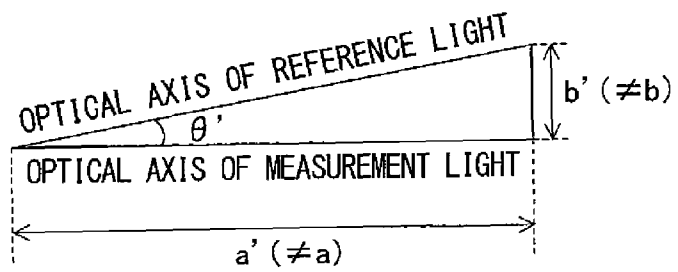 OPTICAL AXIS OF REFERENCE LIGHT
b' (≠b)
θ'
OPTICAL AXIS OF MEASUREMENT LIGHT
a' (≠a)